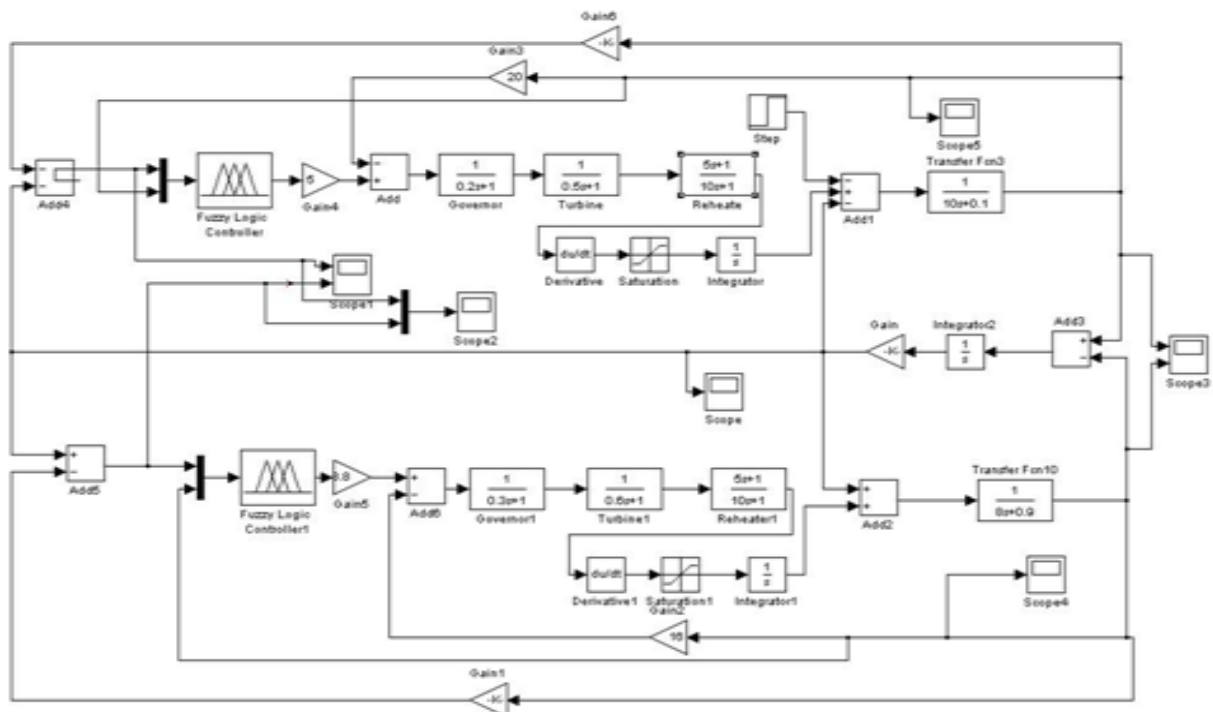 Gain6
-K-
Gain3
20
Step
Scope5
Add4
Fuzzy Logic
Controller
5
Gain4
Add
1
0.2s+1
Governor
1
0.5s+1
Turbine
5s+1
10s+1
Reheate
Add1
Transfer Fcn3
1
10s+0.1
du/dt
Derivative
Saturation
1
s
Integrator
Scope1
Scope2
Gain
-K-
Integrator2
1
s
Add3
Scope3
Scope
Add5
Fuzzy Logic
Controller1
Gain5
Add6
1
0.3s+1
Governor1
1
0.6s+1
Turbine1
5s+1
10s+1
Reheater1
Add2
Transfer Fcn10
1
8s+0.9
du/dt
Derivative1
Saturation1
1
s
Integrator1
Scope4
Gain2
16
Gain1
-K-